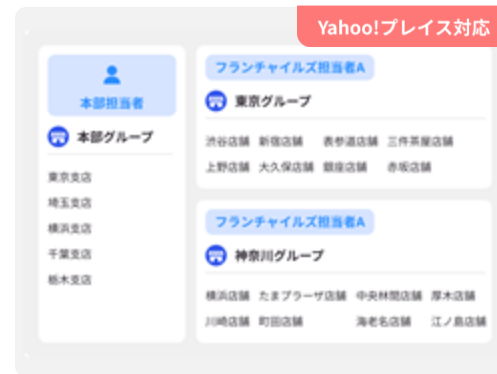 Yahoo!プレイス対応
本部担当者
本部グループ
東京支店
埼玉支店
横浜支店
千葉支店
栃木支店
フランチャイルズ担当者A
東京グループ
渋谷店舗 新宿店舗 表参道店舗 三件茶屋店舗
上野店舗 大久保店舗 銀座店舗 赤坂店舗
フランチャイルズ担当者A
神奈川グループ
横浜店舗 たまプラーザ店舗 中央林間店舗 厚木店舗
川崎店舗 町田店舗 海老名店舗 江ノ島店舗